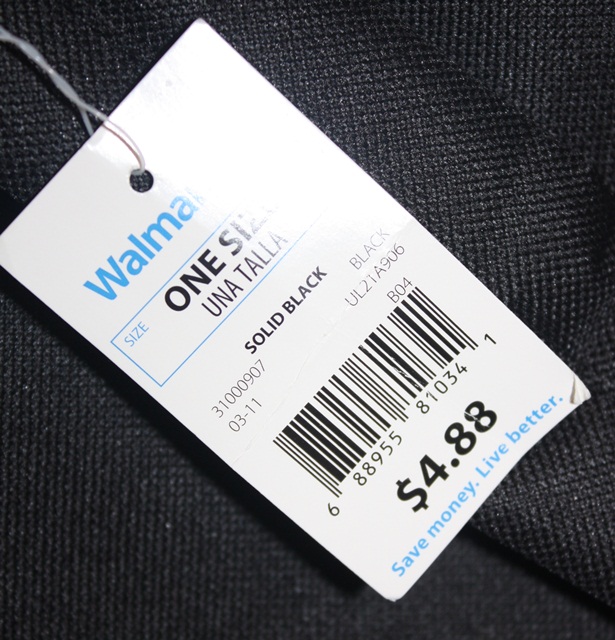 Walma
SIZE
ONE SIZE
UNA TALLA
SOLID BLACK
BLACK
UL21A906
31000907
03-11
B04
6 88955 81034 1
$4.88
Save money. Live better.